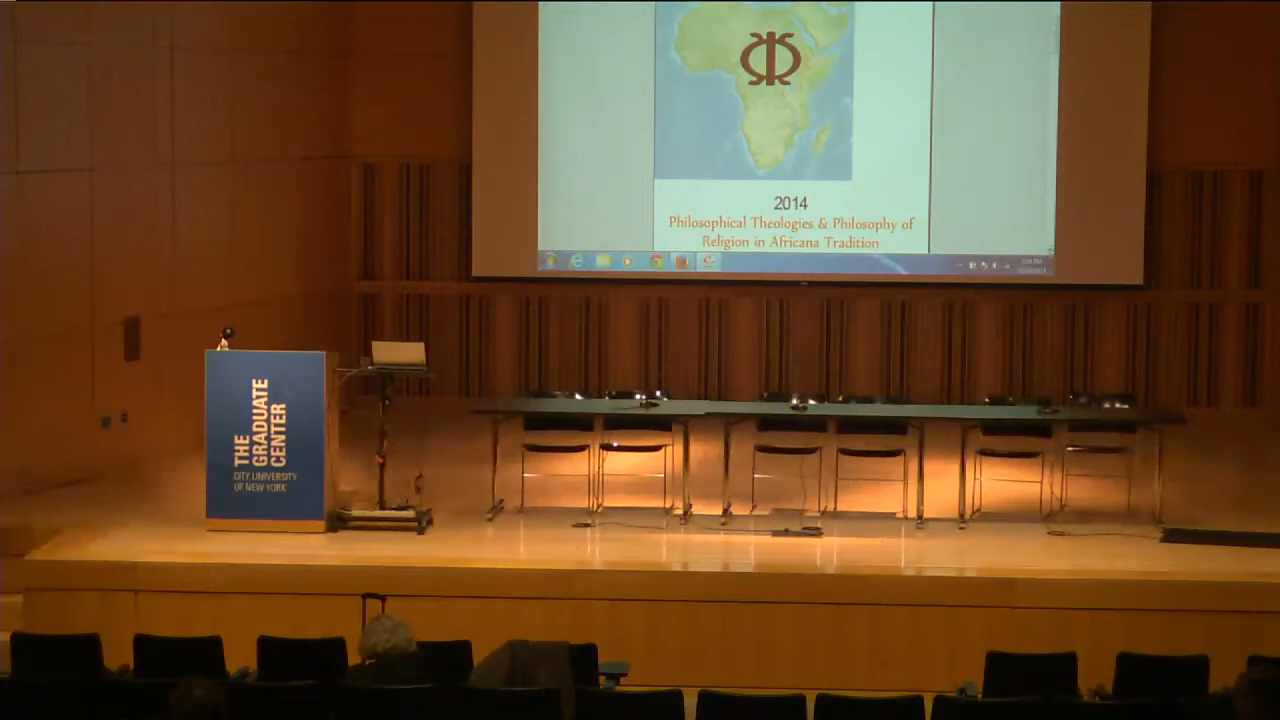 2014
Philosophical Theologies & Philosophy of
Religion in Africana Tradition
THE
GRADUATE
CENTER
CITY UNIVERSITY
OF NEW YORK